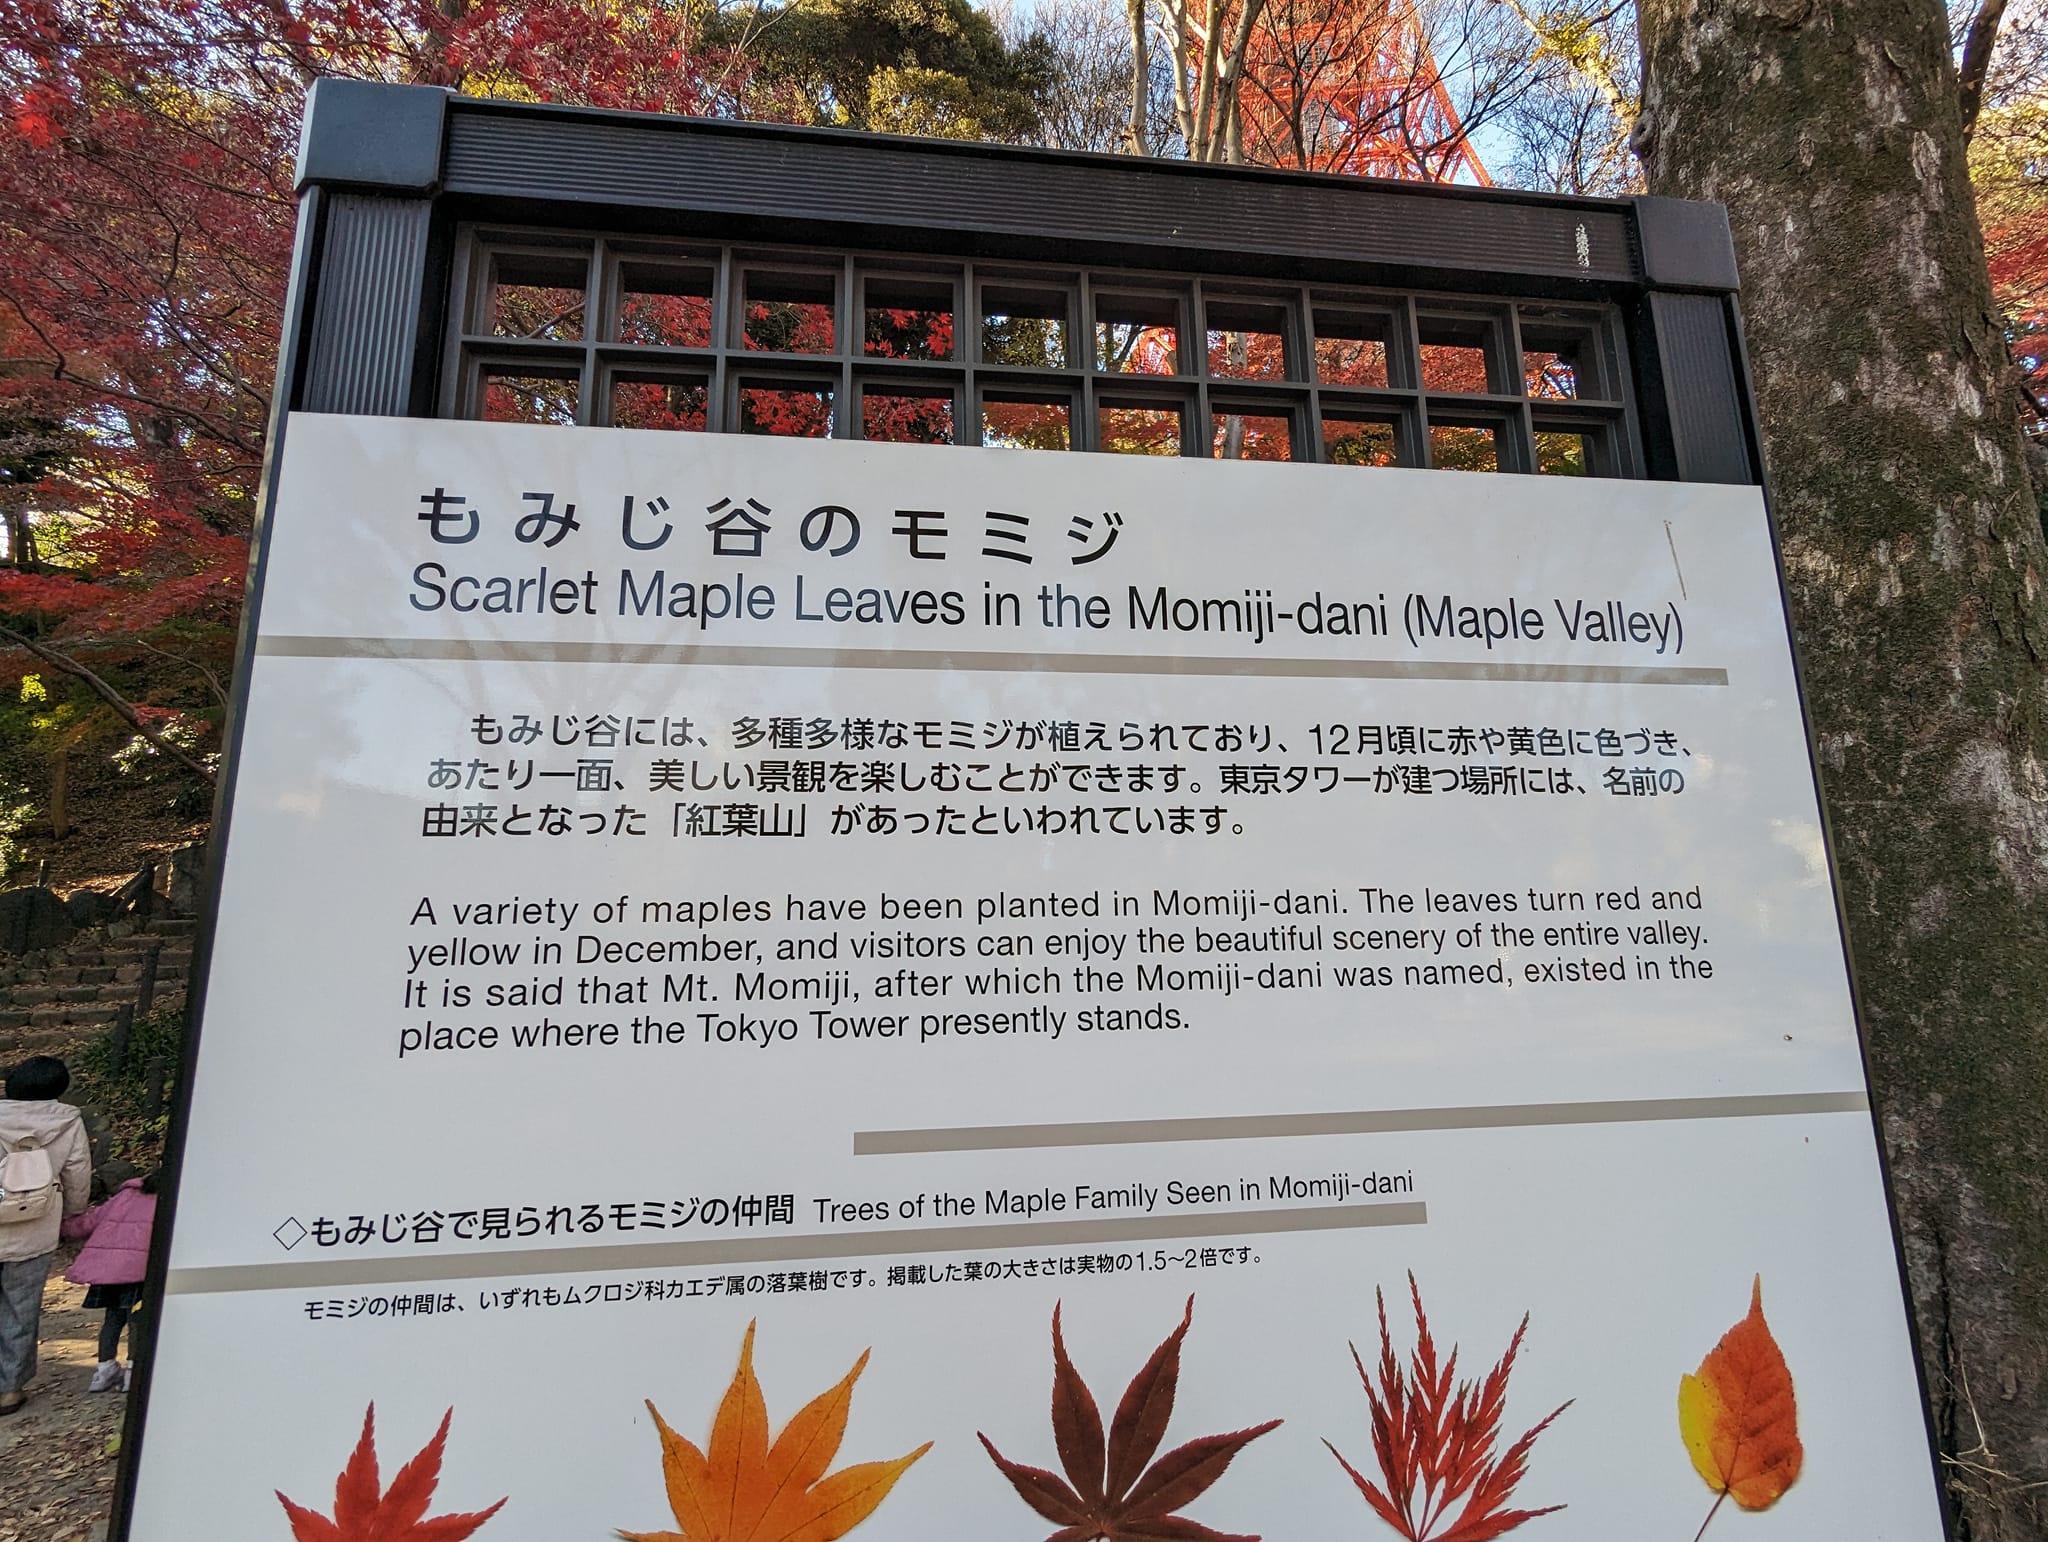 もみじ谷のモミジ
Scarlet Maple Leaves in the Momiji-dani (Maple Valley)
もみじ谷には、多種多様なモミジが植えられており、12月頃に赤や黄色に色づき、
あたり一面、美しい景観を楽しむことができます。東京タワーが建つ場所には、名前の
由来となった「紅葉山」があったといわれています。
A variety of maples have been planted in Momiji-dani. The leaves turn red and
yellow in December, and visitors can enjoy the beautiful scenery of the entire valley.
It is said that Mt. Momiji, after which the Momiji-dani was named, existed in the
place where the Tokyo Tower presently stands.
◇もみじ谷で見られるモミジの仲間 Trees of the Maple Family Seen in Momiji-dani
モミジの仲間は、いずれもムクロジ科カエデ属の落葉樹です。掲載した葉の大きさは実物の1.5〜2倍です。